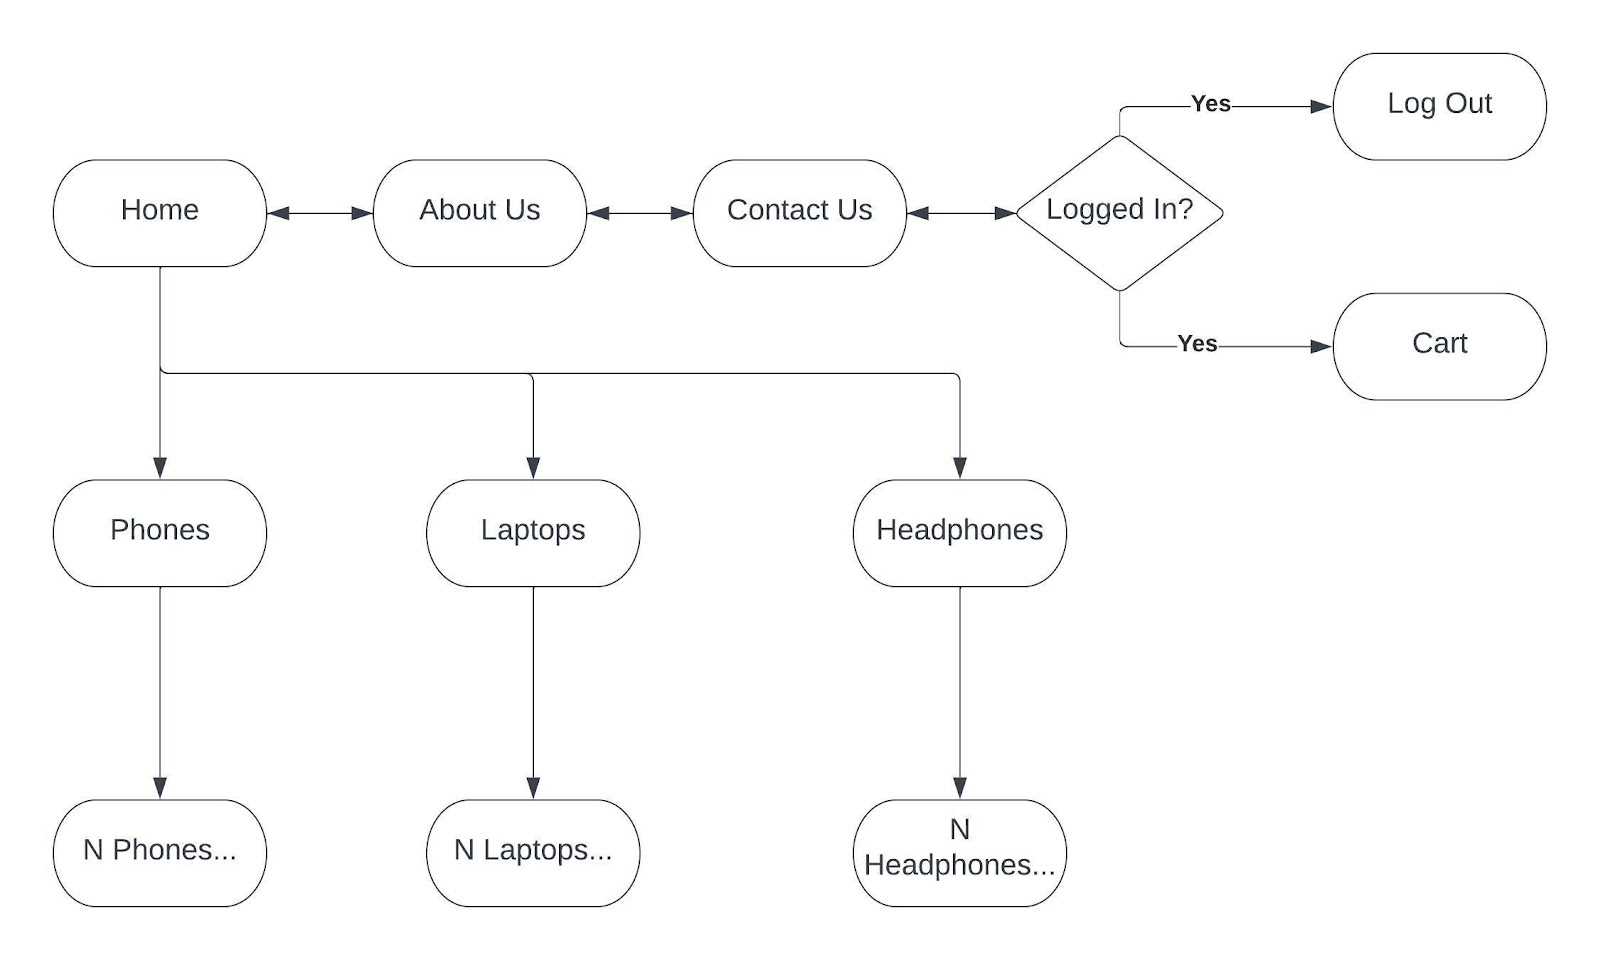 Yes
Log Out
Home
About Us
Contact Us
Logged In?
Yes
Cart
Phones
Laptops
Headphones
N Phones...
N Laptops...
N
Headphones...